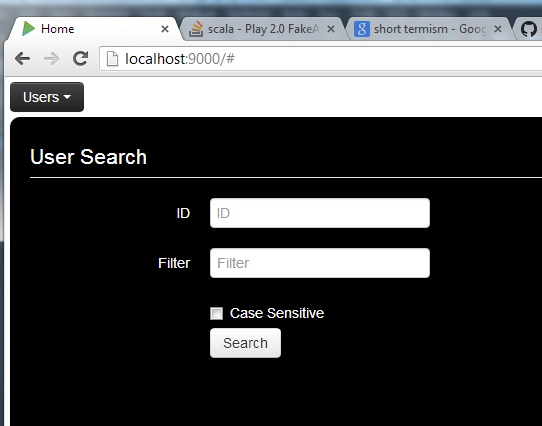 Home
scala - Play 2.0 FakeA
short termism - Goog
localhost:9000/#
Users
User Search
ID
ID
Filter
Filter
Case Sensitive
Search